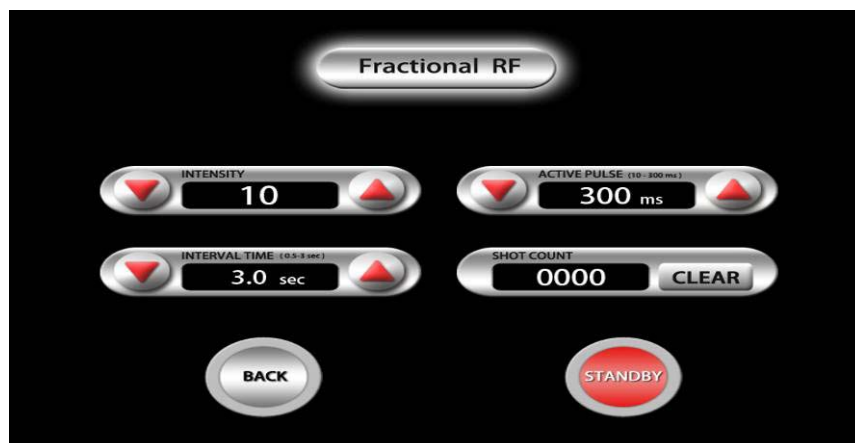 Fractional RF
INTENSITY
10
ACTIVE PULSE (10 - 300 ms)
300 ms
INTERVAL TIME (0.5-3 sec)
3.0 sec
SHOT COUNT
0000 CLEAR
BACK
STANDBY